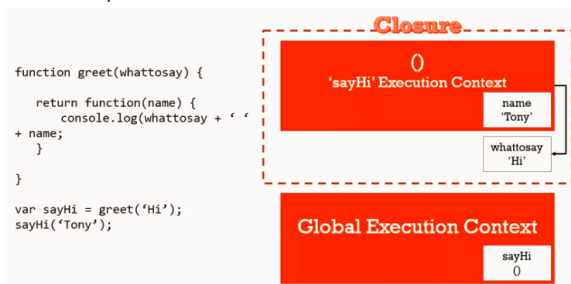 function greet(whattosay) {
return function(name) {
console.log(whattosay + ‘ ‘
+ name;
}
}
var sayHi = greet(‘Hi’);
sayHi(‘Tony’);
Closure
()
‘sayHi’ Execution Context
name
‘Tony’
whattosay
‘Hi’
Global Execution Context
sayHi
()